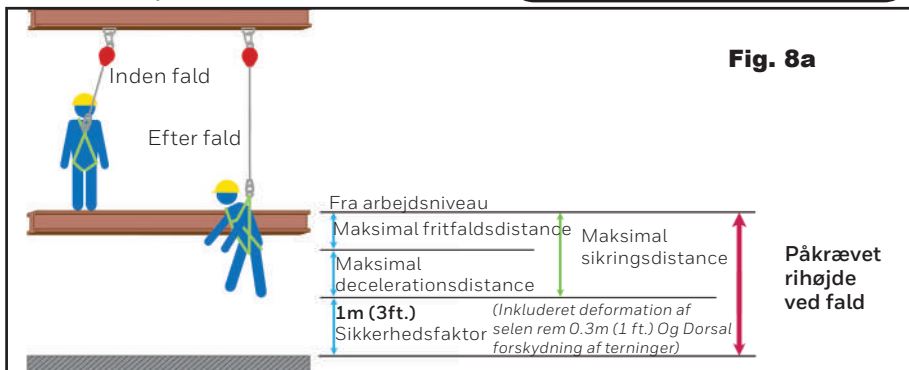 Fig. 8a
Inden fald
Efter fald
Fra arbejdsniveau
Maksimal fritfaldsdistance
Maksimal
decelerationsdistance
Maksimal
sikringsdistance
1m (3ft.)
Sikkerhedsfaktor
(Inkluderet deformation af
selen rem 0.3m (1 ft.) Og Dorsal
forskydning af terninger)
Påkrævet
rihøjde
ved fald